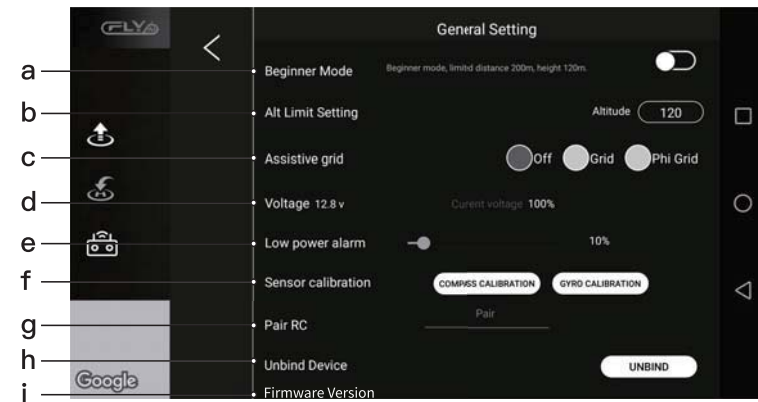 C-FLY
General Setting
a
Beginner Mode
Beginner mode, limitd distance 200m, height 120m.
b
Alt Limit Setting
Altitude 120
c
Assistive grid
Off Grid Phi Grid
d
Voltage 12.8 v
Curent voltage 100%
e
Low power alarm
10%
f
Sensor calibration
COMPASS CALIBRATION GYRO CALIBRATION
g
Pair RC
Pair
h
Unbind Device
UNBIND
i
Firmware Version
H
Google